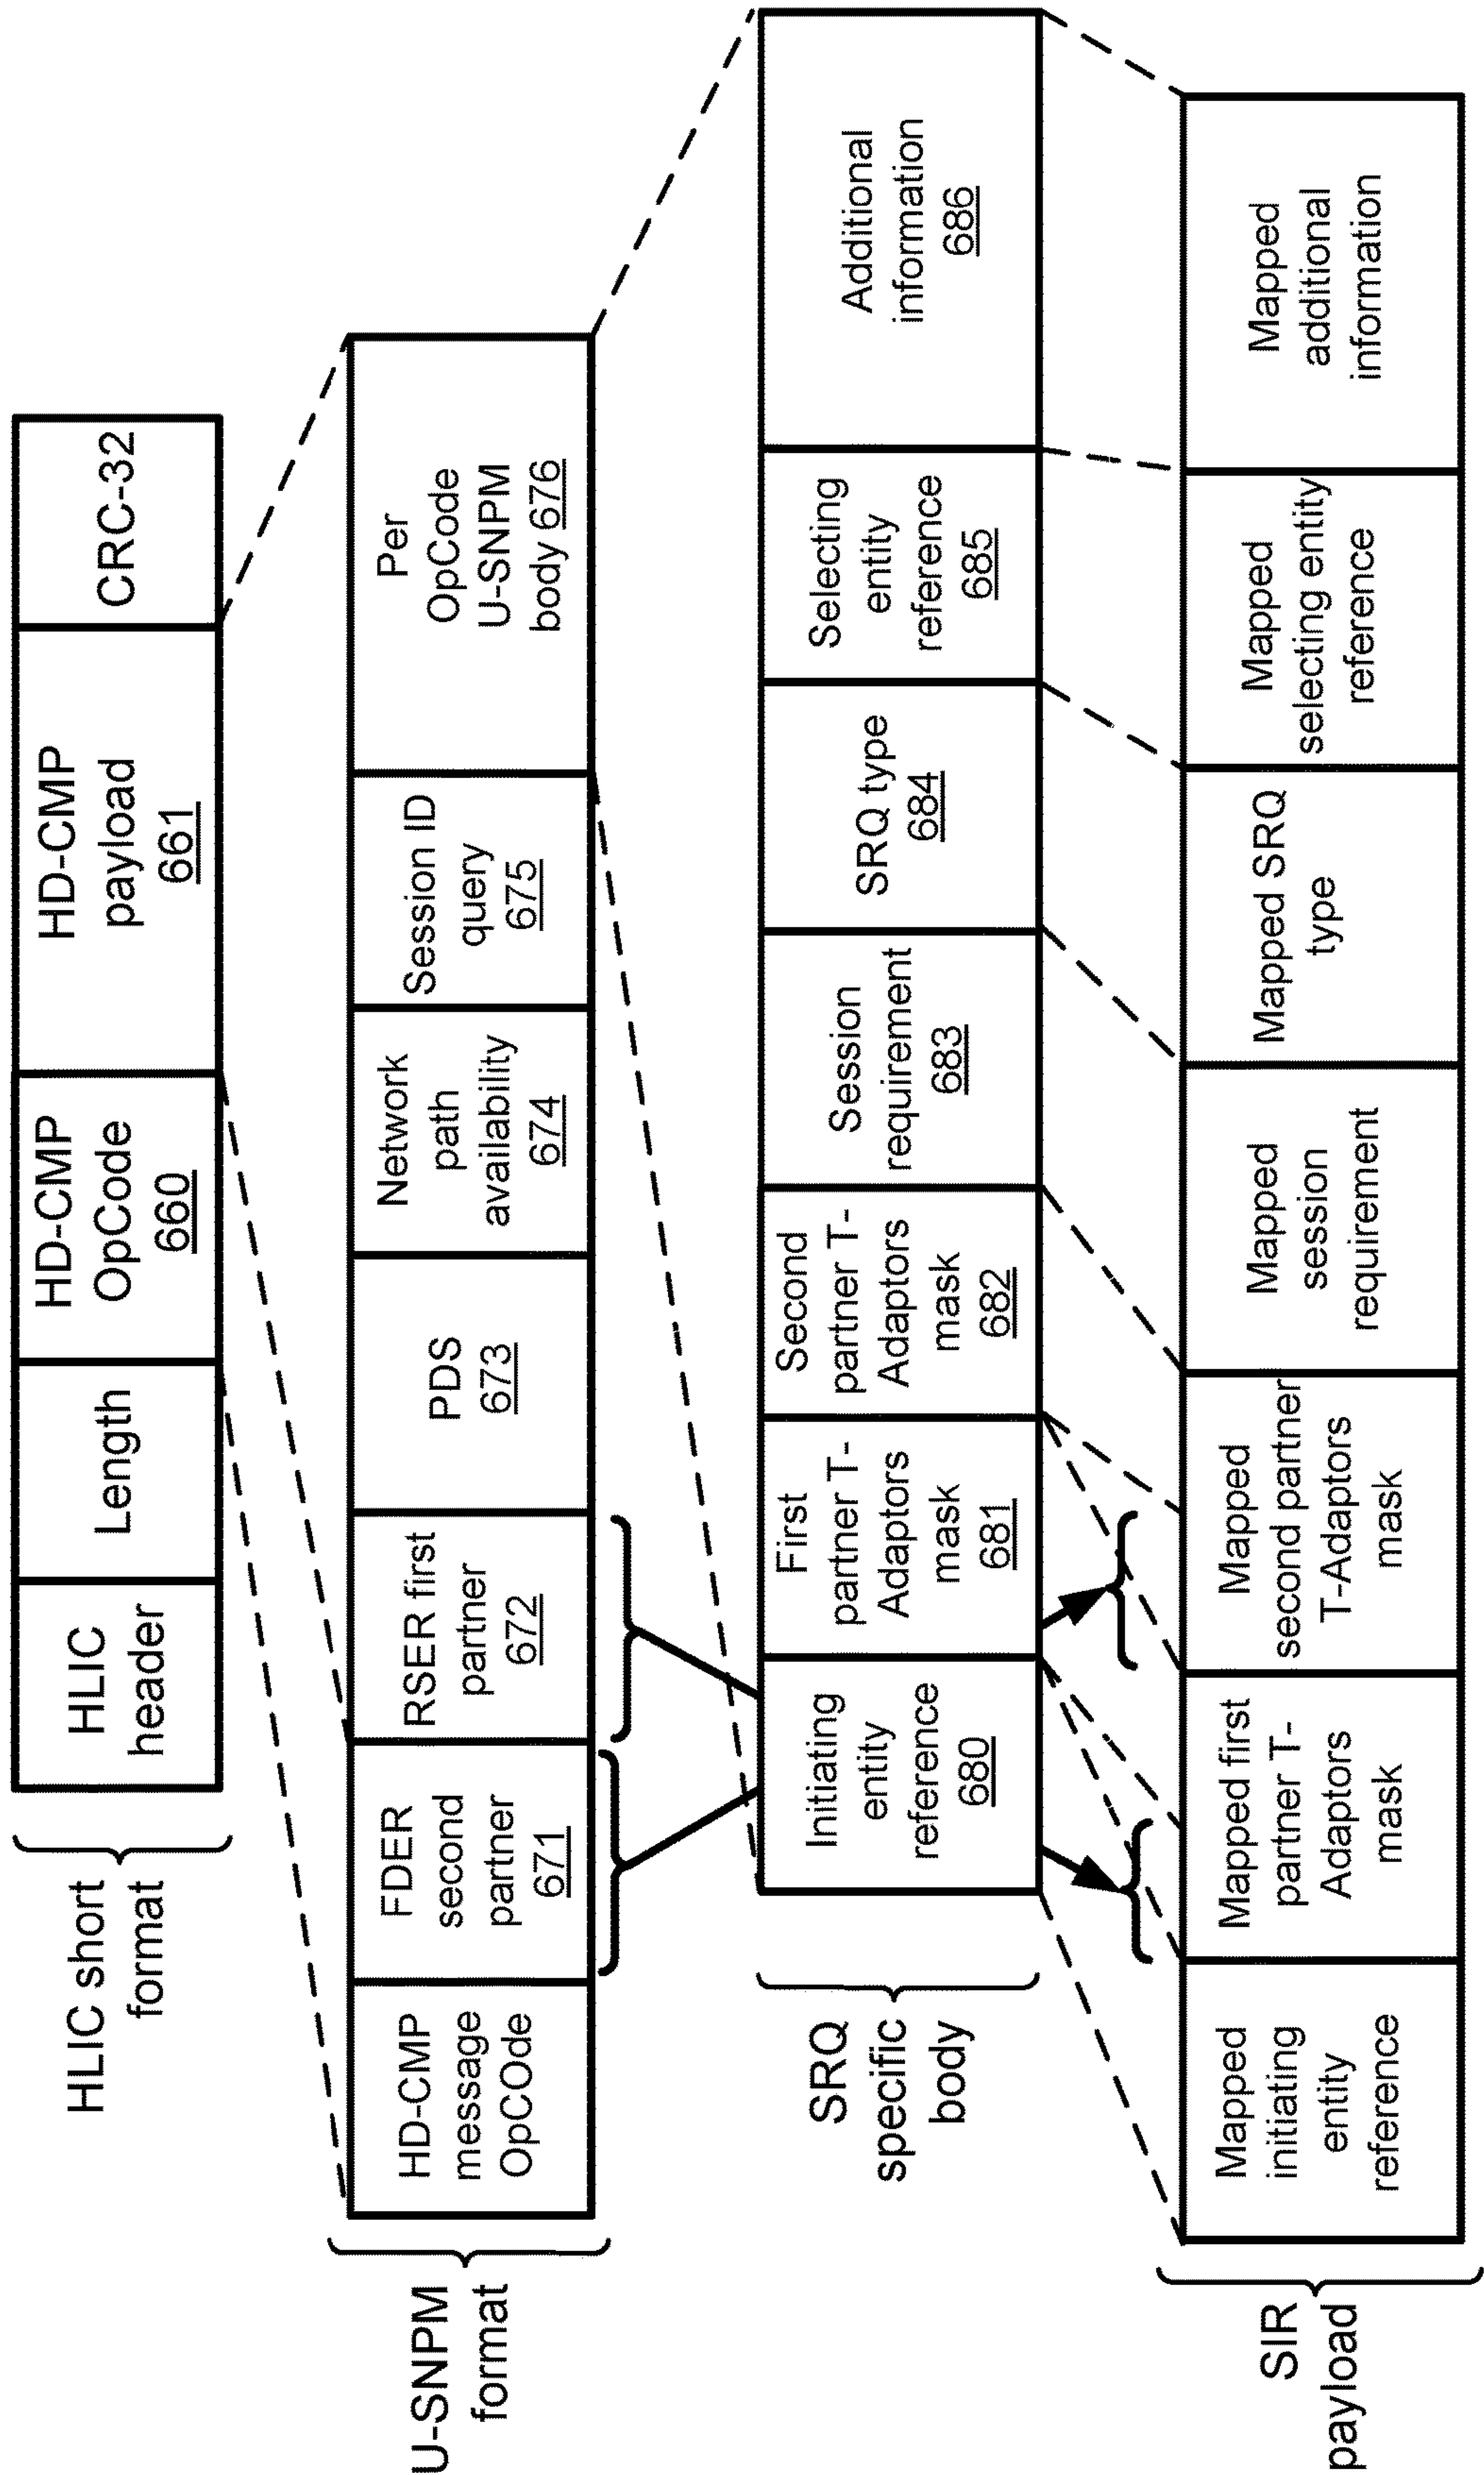 HLIC short
format
HLIC
header
Length
HD-CMP
OpCode
660
HD-CMP
payload
661
CRC-32
U-SNPM
format
HD-CMP
message
OpCOde
FDER
second
partner
671
RSER first
partner
672
PDS
673
Network
path
availability
674
Session ID
query
675
Per
OpCode
U-SNPM
body 676
SRQ
specific
body
Initiating
entity
reference
680
First
partner T-
Adaptors
mask
681
Second
partner T-
Adaptors
mask
682
Session
requirement
683
SRQ type
684
Selecting
entity
reference
685
Additional
information
686
SIR
payload
Mapped
initiating
entity
reference
Mapped first
partner T-
Adaptors
mask
Mapped
second partner
T-Adaptors
mask
Mapped
session
requirement
Mapped SRQ
type
Mapped
selecting entity
reference
Mapped
additional
information